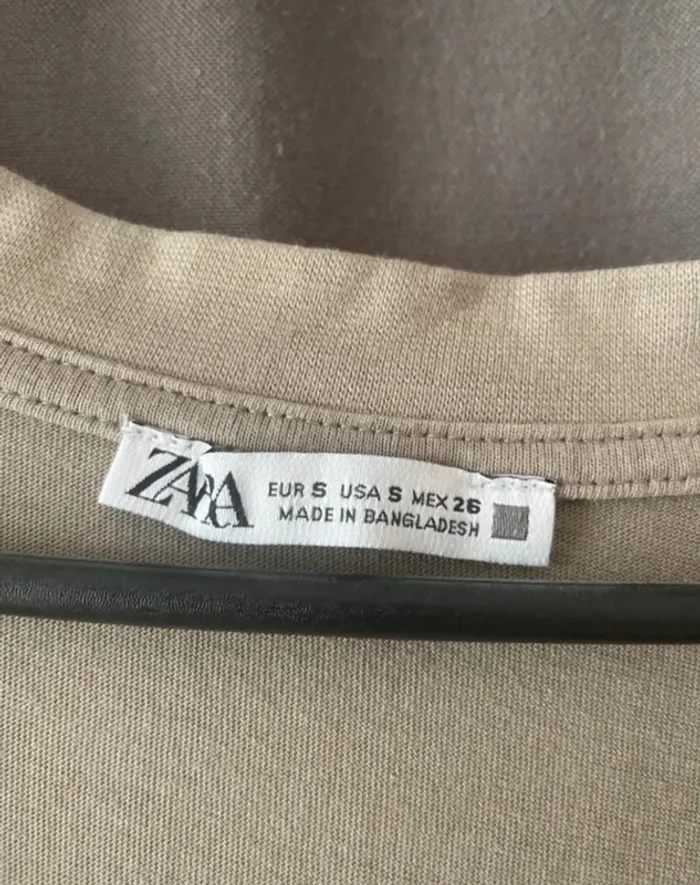 ZARA
EUR S USA S MEX 26
MADE IN BANGLADESH